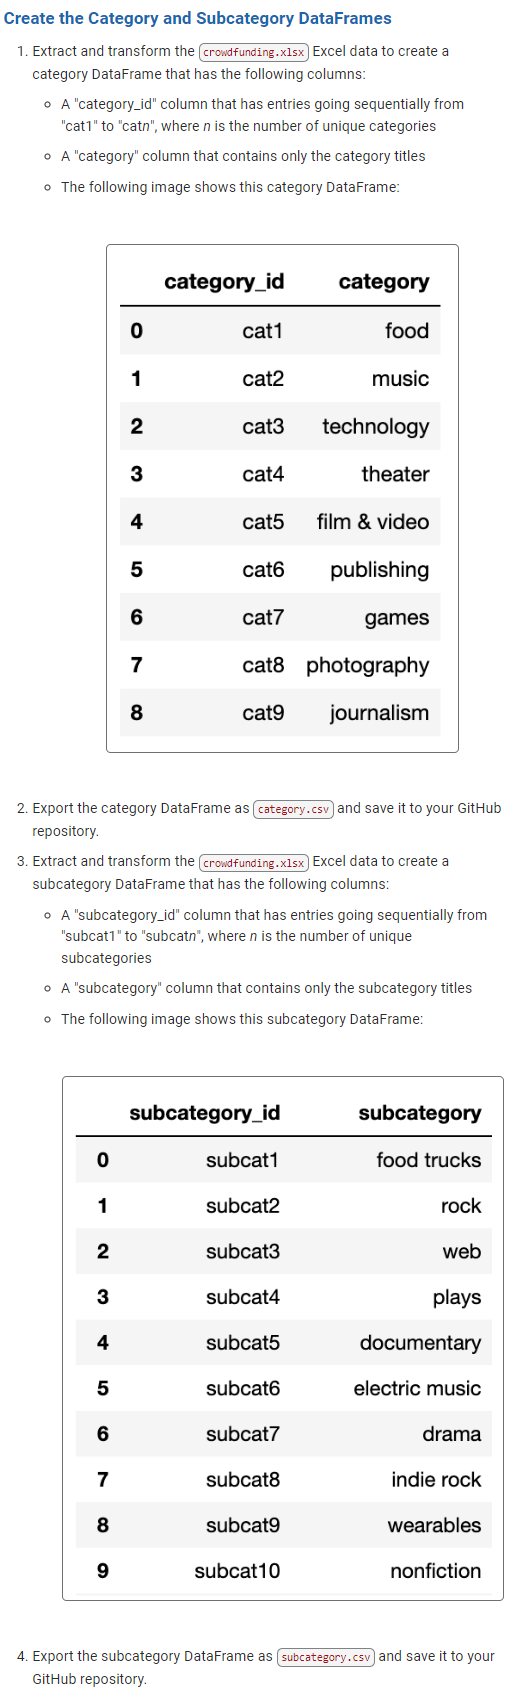 Create the Category and Subcategory DataFrames
1. Extract and transform the crowdfunding.xlsx Excel data to create a
category DataFrame that has the following columns:
A "category_id" column that has entries going sequentially from
"cat1" to "catn", where n is the number of unique categories
A "category" column that contains only the category titles
The following image shows this category DataFrame:
category_id category
0 cat1 food
1 cat2 music
2 cat3 technology
3 cat4 theater
4 cat5 film & video
5 cat6 publishing
6 cat7 games
7 cat8 photography
8 cat9 journalism
2. Export the category DataFrame as category.csv and save it to your GitHub
repository.
3. Extract and transform the crowdfunding.xlsx Excel data to create a
subcategory DataFrame that has the following columns:
A "subcategory_id" column that has entries going sequentially from
"subcat1" to "subcatn", where n is the number of unique
subcategories
A "subcategory" column that contains only the subcategory titles
The following image shows this subcategory DataFrame:
subcategory_id subcategory
0 subcat1 food trucks
1 subcat2 rock
2 subcat3 web
3 subcat4 plays
4 subcat5 documentary
5 subcat6 electric music
6 subcat7 drama
7 subcat8 indie rock
8 subcat9 wearables
9 subcat10 nonfiction
4. Export the subcategory DataFrame as subcategory.csv and save it to your
GitHub repository.